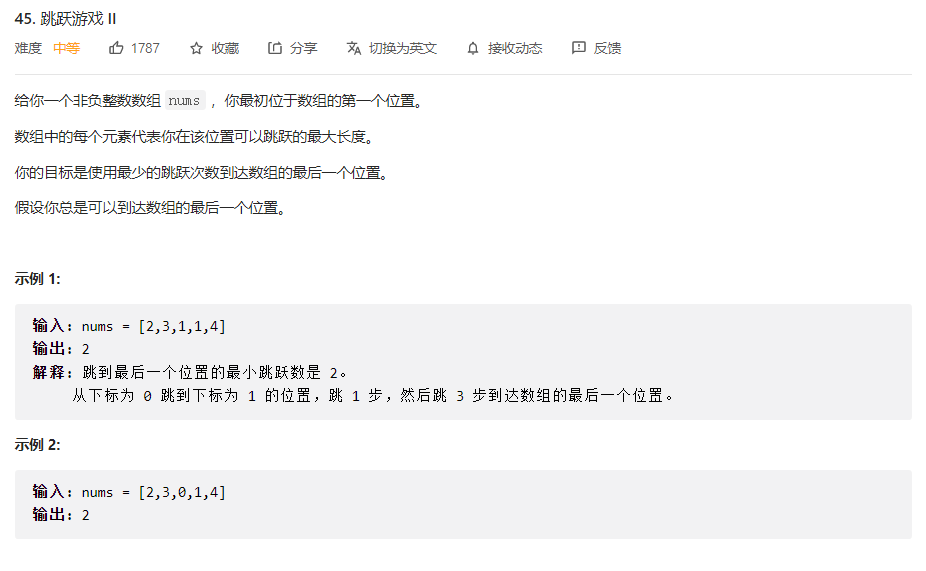 45. 跳跃游戏 II
难度 中等 1787 收藏 分享 切换为英文 接收动态 反馈
给你一个非负整数数组 nums ，你最初位于数组的第一个位置。
数组中的每个元素代表你在该位置可以跳跃的最大长度。
你的目标是使用最少的跳跃次数到达数组的最后一个位置。
假设你总是可以到达数组的最后一个位置。
示例 1:
输入: nums = [2,3,1,1,4]
输出: 2
解释: 跳到最后一个位置的最小跳跃数是 2。
从下标为 0 跳到下标为 1 的位置，跳 1 步，然后跳 3 步到达数组的最后一个位置。
示例 2:
输入: nums = [2,3,0,1,4]
输出: 2